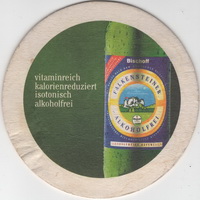 Bischoff
vitaminreich
kalorienreduziert
isotonisch
alkoholfrei
FALKENSTEINER
ALKOHOLFREI